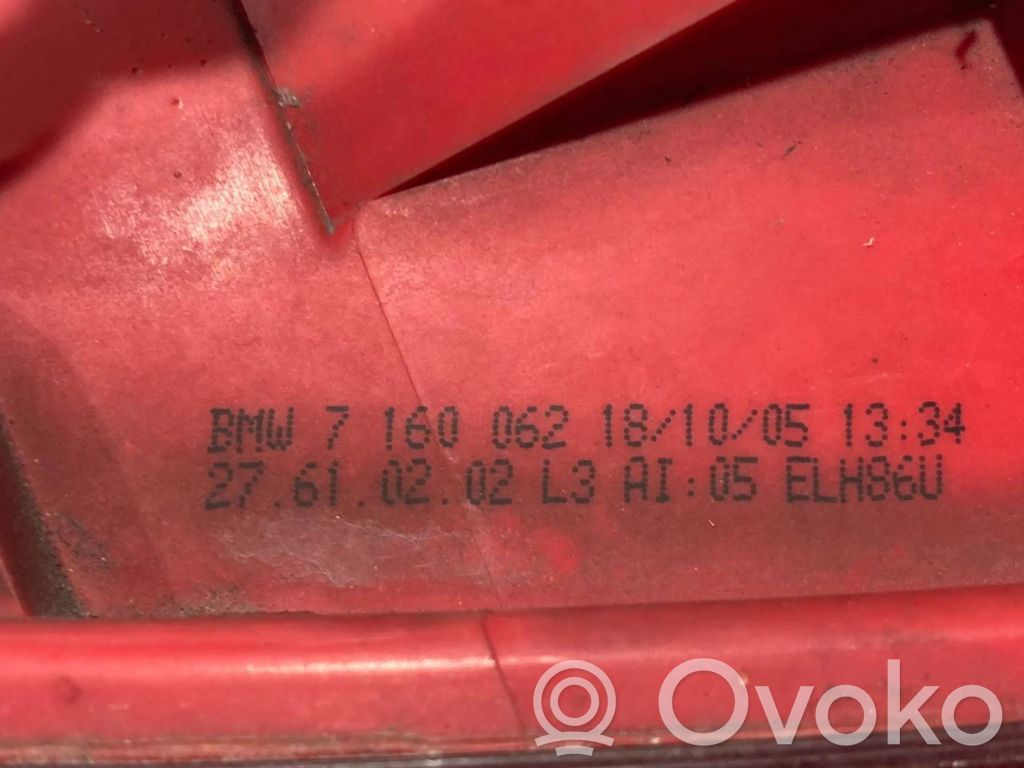 BMW 7 160 062 18/10/05 13:34
27.61.02.02 L3 AI:05 ELH86U
Ovoko